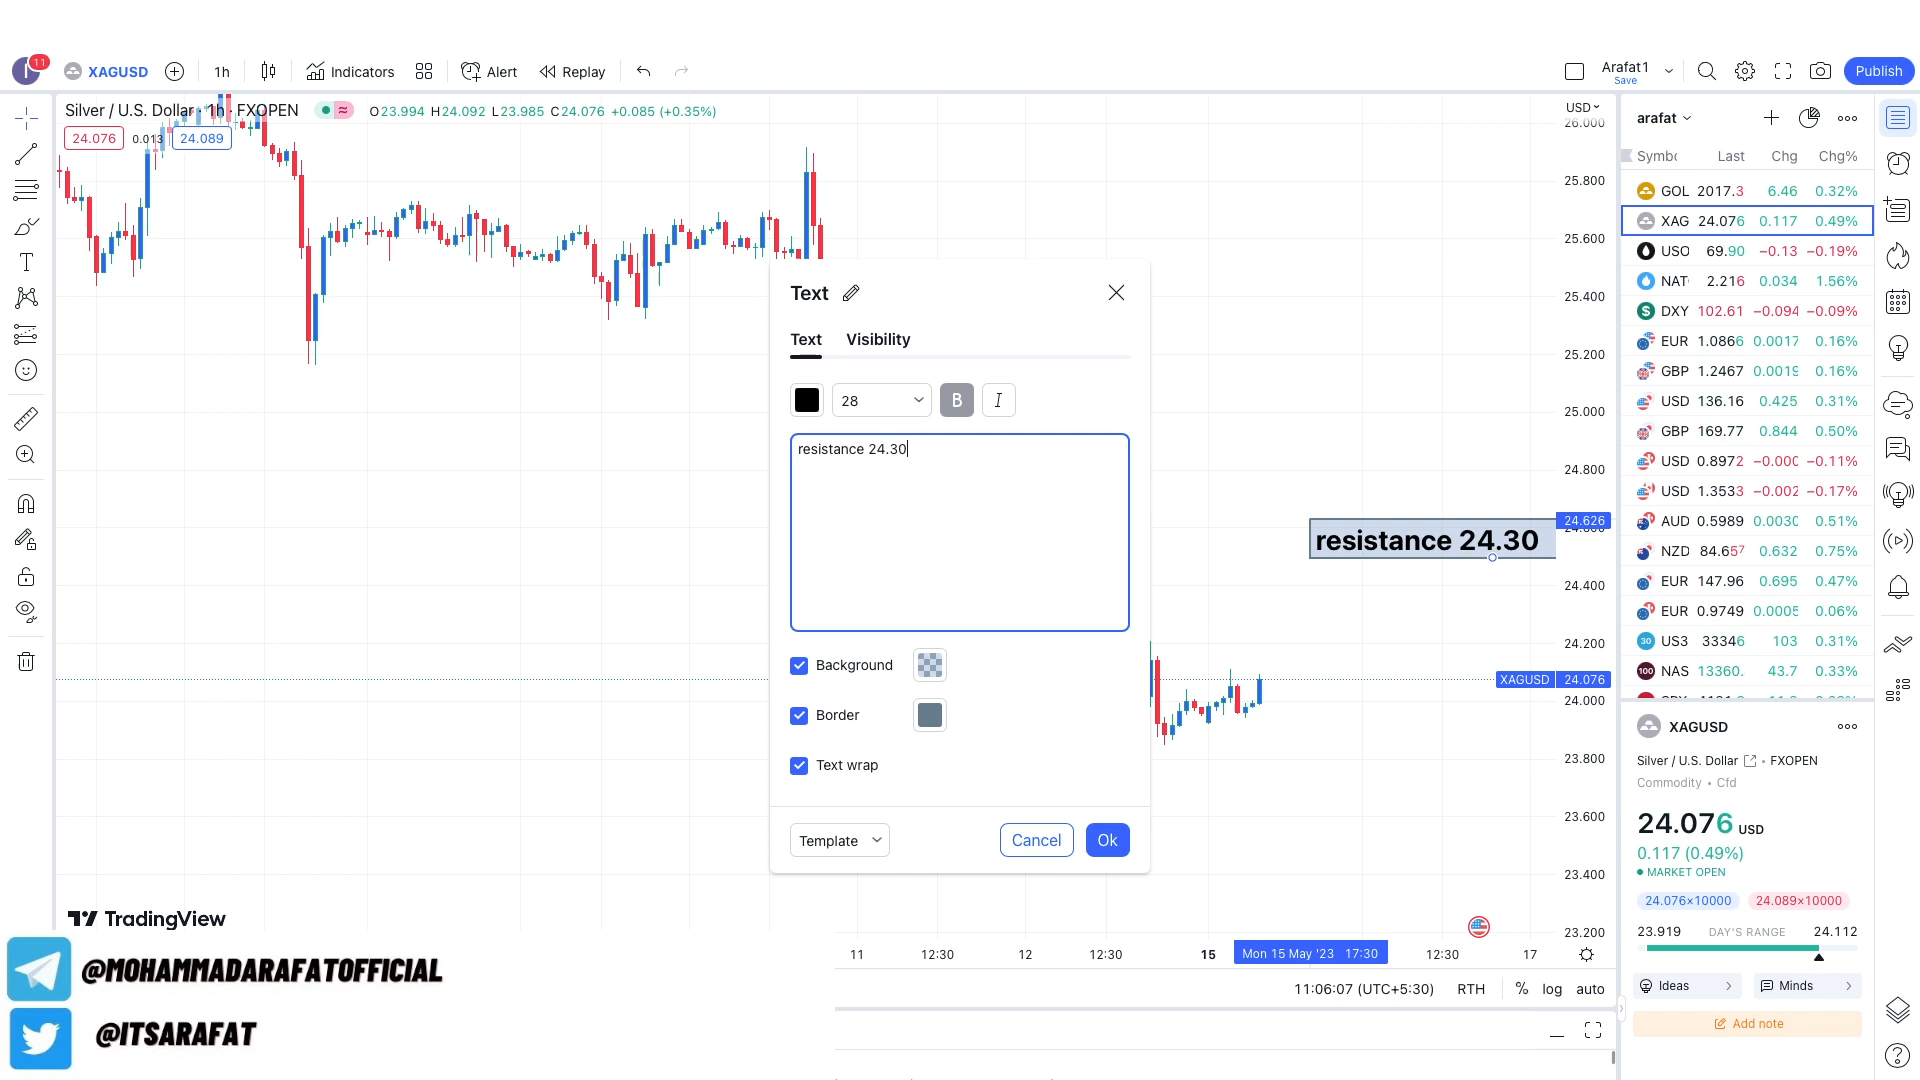 11
XAGUSD
1h
Indicators
Alert
Replay
Arafat1
Save
Publish
Silver / U.S. Dollar · 1h · FXOPEN
O23.994 H24.092 L23.985 C24.076 +0.085 (+0.35%)
24.076 0.013 24.089
USD
26.000
25.800
25.600
25.400
25.200
25.000
24.800
24.626
24.400
24.200
XAGUSD 24.076
24.000
23.800
23.600
23.400
23.200
Text
Text Visibility
28 B I
resistance 24.30
Background
Border
Text wrap
Template Cancel Ok
resistance 24.30
TradingView
@MOHAMMADARAFATOFFICIAL
@ITSARAFAT
11 12:30 12 12:30 15 Mon 15 May '23 17:30 12:30 17
11:06:07 (UTC+5:30) RTH % log auto
arafat
Symbo Last Chg Chg%
GOL 2017.3 6.46 0.32%
XAG 24.076 0.117 0.49%
USO 69.90 −0.13 −0.19%
NAT 2.216 0.034 1.56%
DXY 102.61 −0.094 −0.09%
EUR 1.0866 0.0017 0.16%
GBP 1.2467 0.0019 0.16%
USD 136.16 0.425 0.31%
GBP 169.77 0.844 0.50%
USD 0.8972 −0.000 −0.11%
USD 1.3533 −0.002 −0.17%
AUD 0.5989 0.0030 0.51%
NZD 84.657 0.632 0.75%
EUR 147.96 0.695 0.47%
EUR 0.9749 0.0005 0.06%
30 US3 33346 103 0.31%
100 NAS 13360. 43.7 0.33%
XAGUSD
Silver / U.S. Dollar • FXOPEN
Commodity • Cfd
24.076 USD
0.117 (0.49%)
MARKET OPEN
24.076×10000 24.089×10000
23.919 DAY'S RANGE 24.112
Ideas Minds
Add note